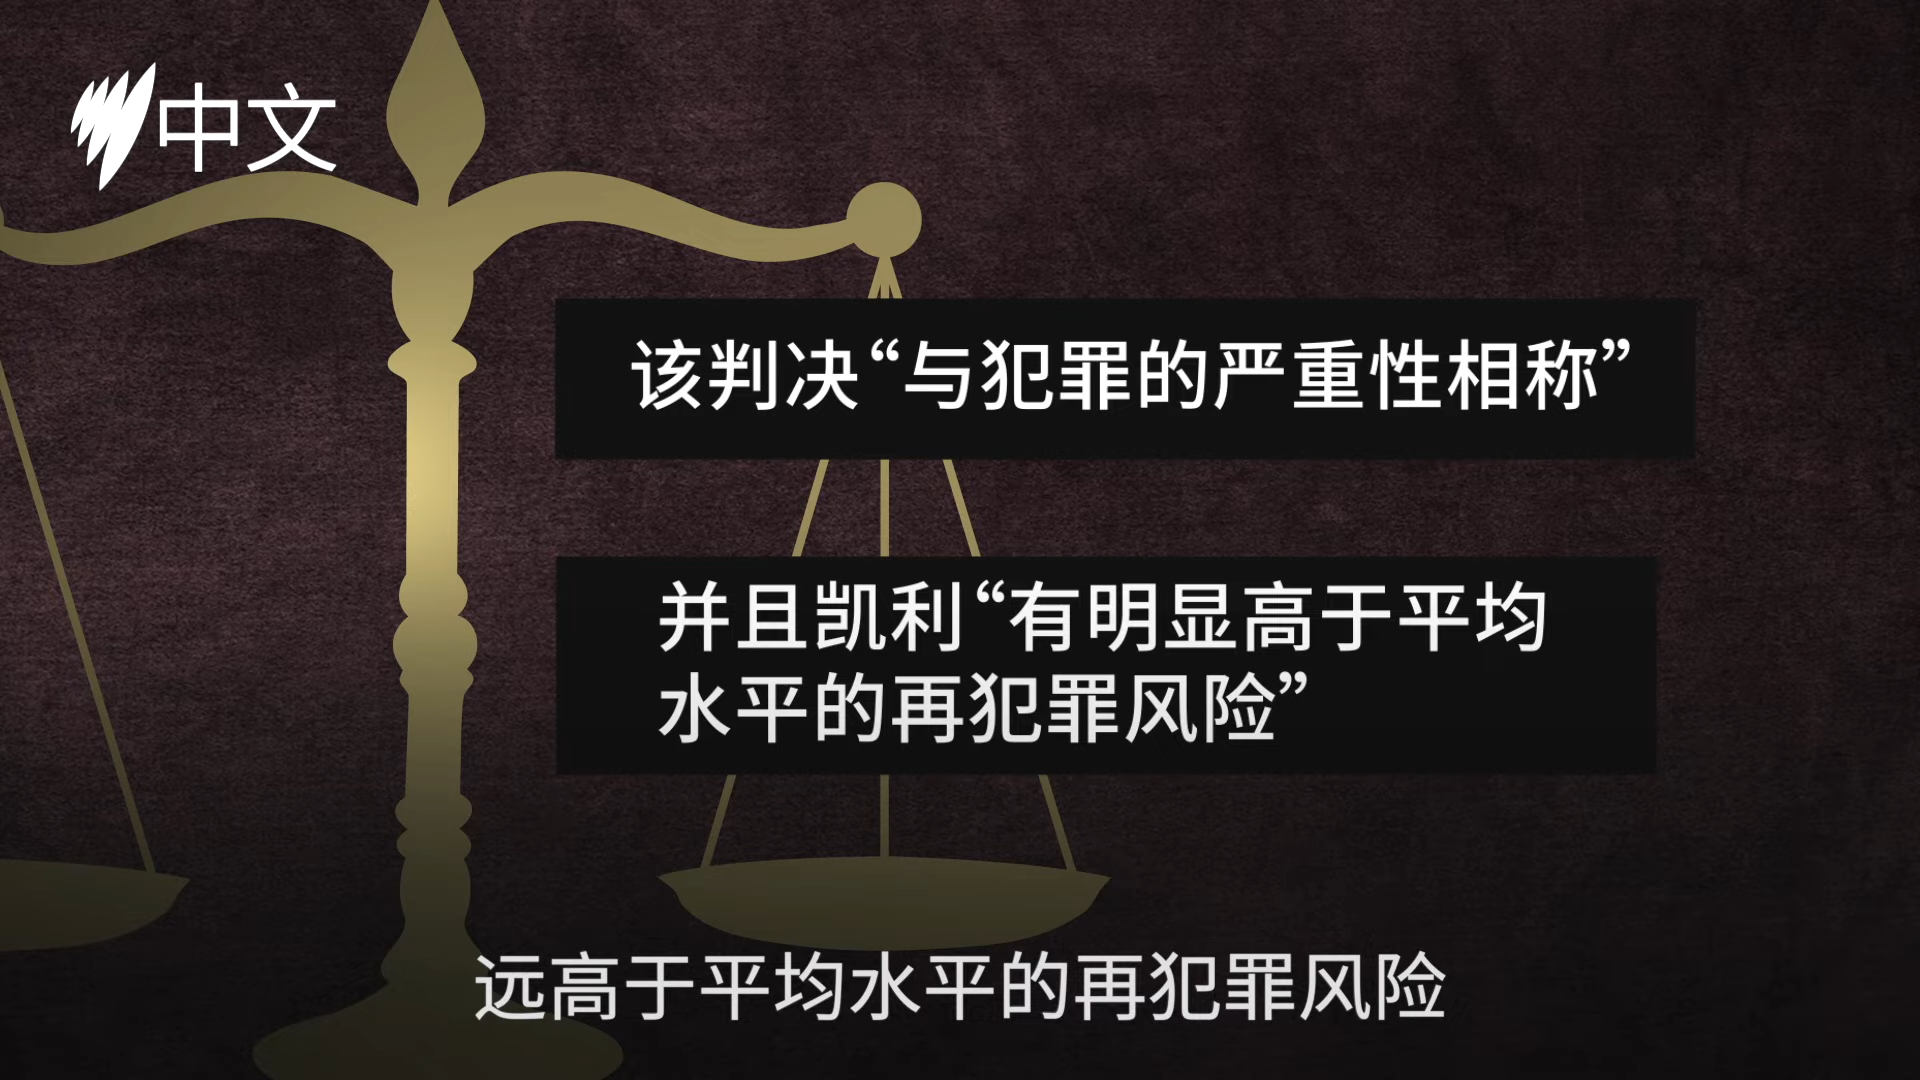 中文
该判决“与犯罪的严重性相称”
并且凯利“有明显高于平均
水平的再犯罪风险”
远高于平均水平的再犯罪风险